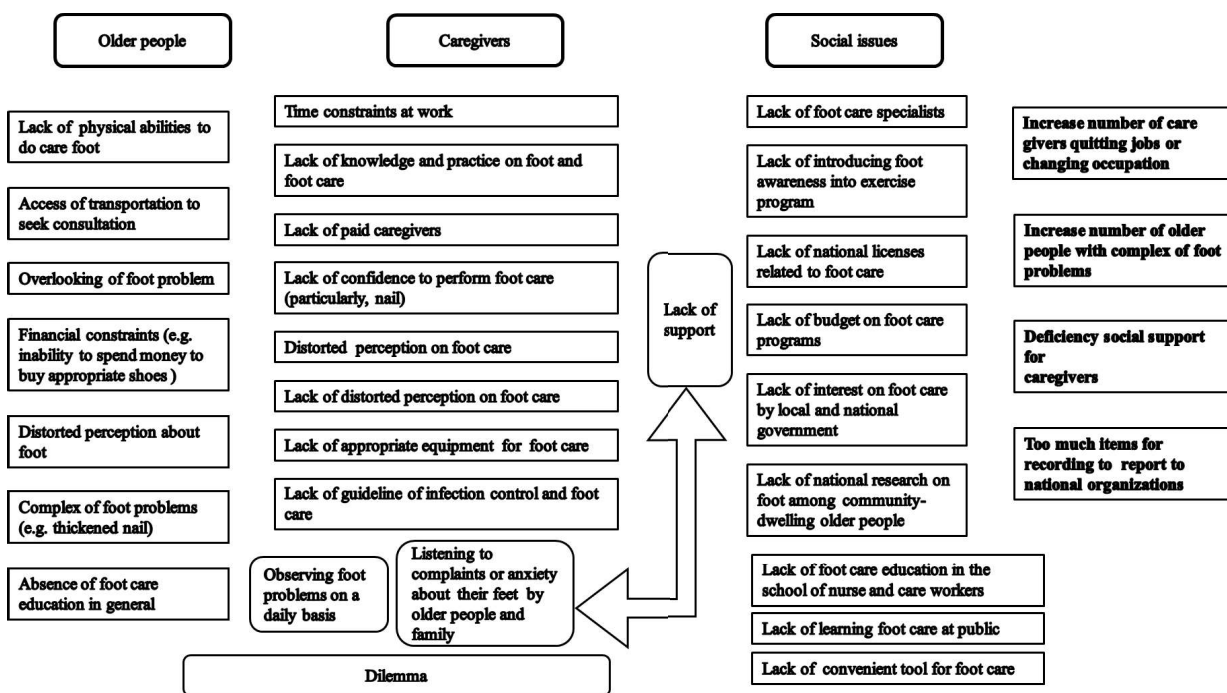 Older people
Caregivers
Social issues
Lack of physical abilities to
do care foot
Access of transportation to
seek consultation
Overlooking of foot problem
Financial constraints (e.g.
inability to spend money to
buy appropriate shoes )
Distorted perception about
foot
Complex of foot problems
(e.g. thickened nail)
Absence of foot care
education in general
Time constraints at work
Lack of knowledge and practice on foot and
foot care
Lack of paid caregivers
Lack of confidence to perform foot care
(particularly, nail)
Distorted perception on foot care
Lack of distorted perception on foot care
Lack of appropriate equipment for foot care
Lack of guideline of infection control and foot
care
Observing foot
problems on a
daily basis
Listening to
complaints or anxiety
about their feet by
older people and
family
Dilemma
Lack of
support
Lack of foot care specialists
Lack of introducing foot
awareness into exercise
program
Lack of national licenses
related to foot care
Lack of budget on foot care
programs
Lack of interest on foot care
by local and national
government
Lack of national research on
foot among community-
dwelling older people
Lack of foot care education in the
school of nurse and care workers
Lack of learning foot care at public
Lack of convenient tool for foot care
Increase number of care
givers quitting jobs or
changing occupation
Increase number of older
people with complex of foot
problems
Deficiency social support
for
caregivers
Too much items for
recording to report to
national organizations